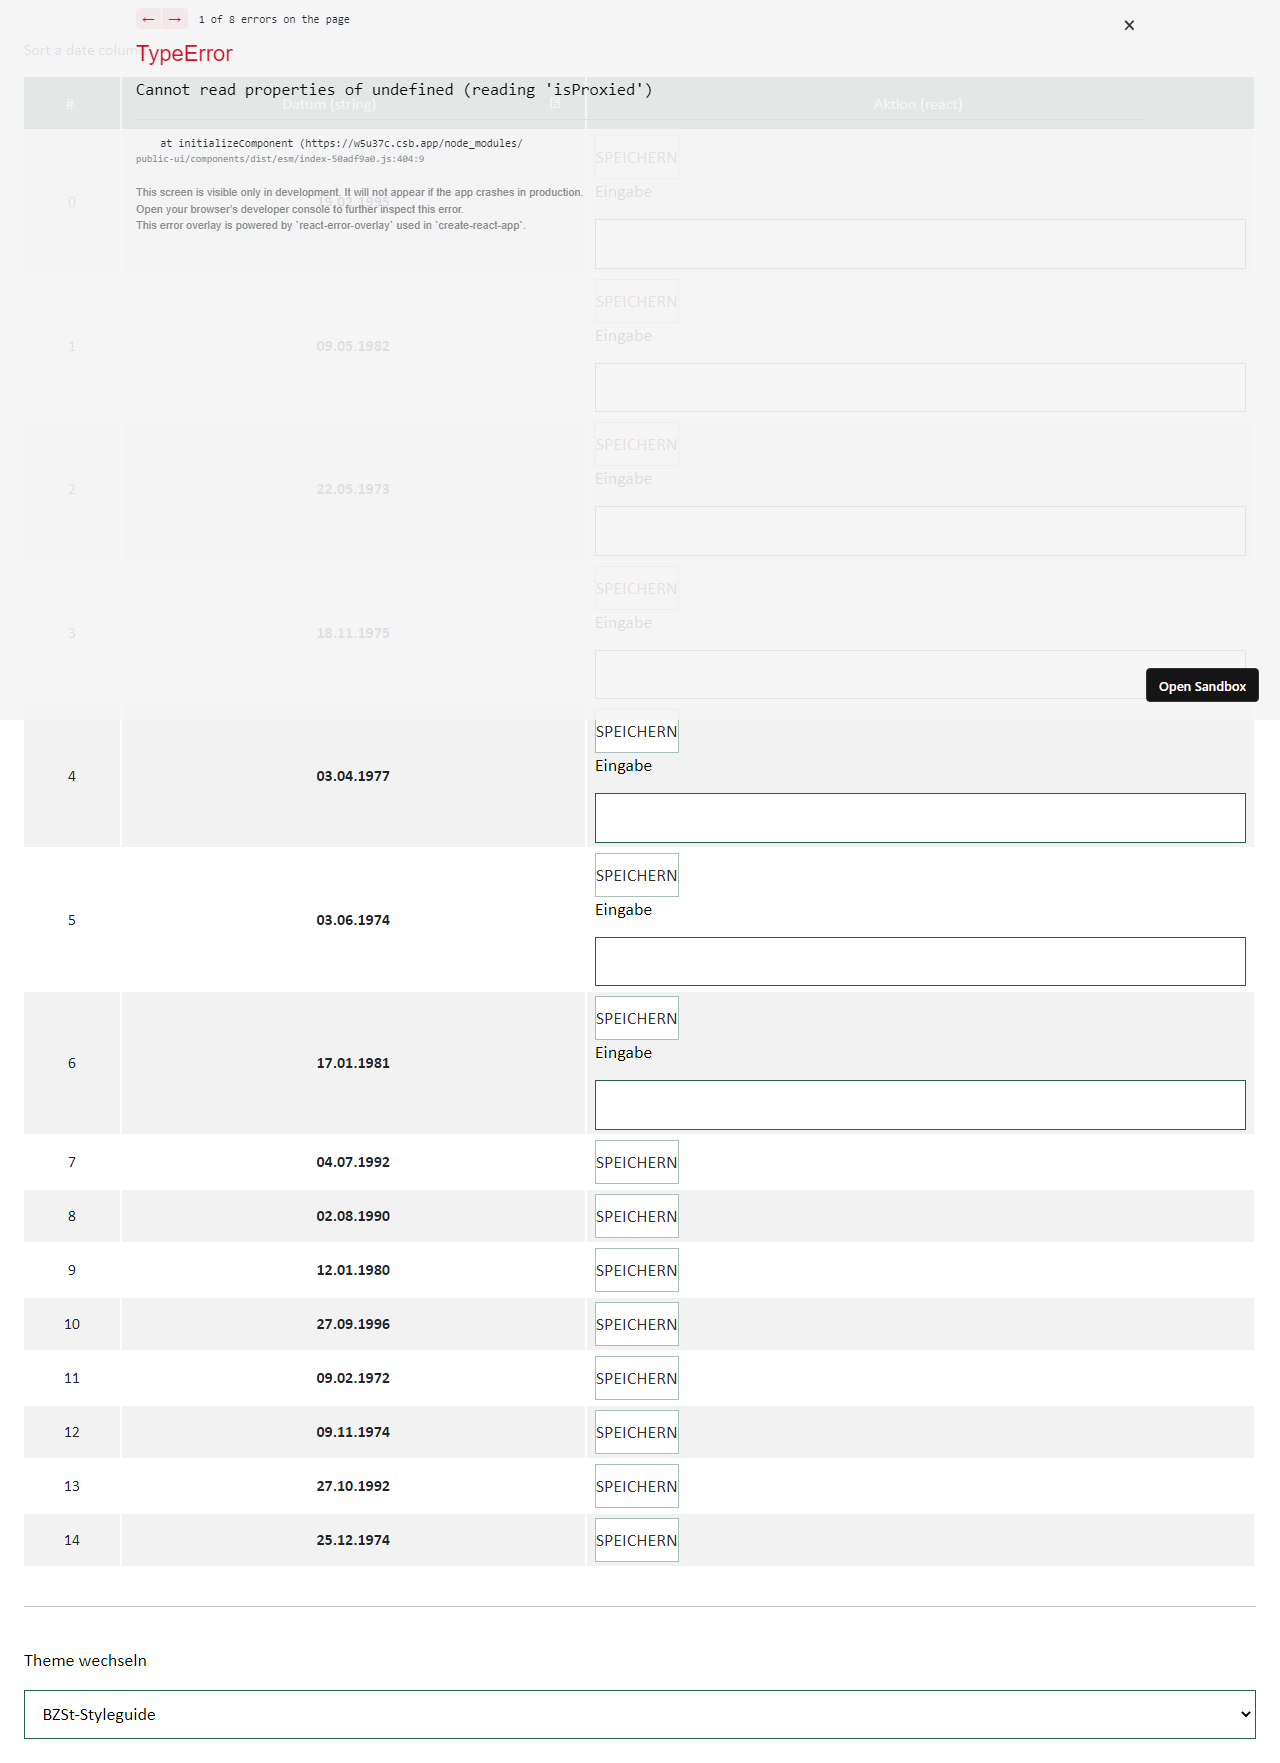 ← → 1 of 8 errors on the page
×
Sort a date colum
TypeError
Cannot read properties of undefined (reading 'isProxied')
# Datum (string) Aktion (react)
at initializeComponent (https://w5u37c.csb.app/node_modules/
public-ui/components/dist/esm/index-50adf9a0.js:404:9
This screen is visible only in development. It will not appear if the app crashes in production.
Open your browser's developer console to further inspect this error.
This error overlay is powered by `react-error-overlay` used in `create-react-app`.
SPEICHERN
Eingabe
0 19.02.1995
SPEICHERN
Eingabe
1 09.05.1982
SPEICHERN
Eingabe
2 22.05.1973
SPEICHERN
Eingabe
3 18.11.1975
Open Sandbox
SPEICHERN
Eingabe
4 03.04.1977
SPEICHERN
Eingabe
5 03.06.1974
SPEICHERN
Eingabe
6 17.01.1981
7 04.07.1992 SPEICHERN
8 02.08.1990 SPEICHERN
9 12.01.1980 SPEICHERN
10 27.09.1996 SPEICHERN
11 09.02.1972 SPEICHERN
12 09.11.1974 SPEICHERN
13 27.10.1992 SPEICHERN
14 25.12.1974 SPEICHERN
Theme wechseln
BZSt-Styleguide